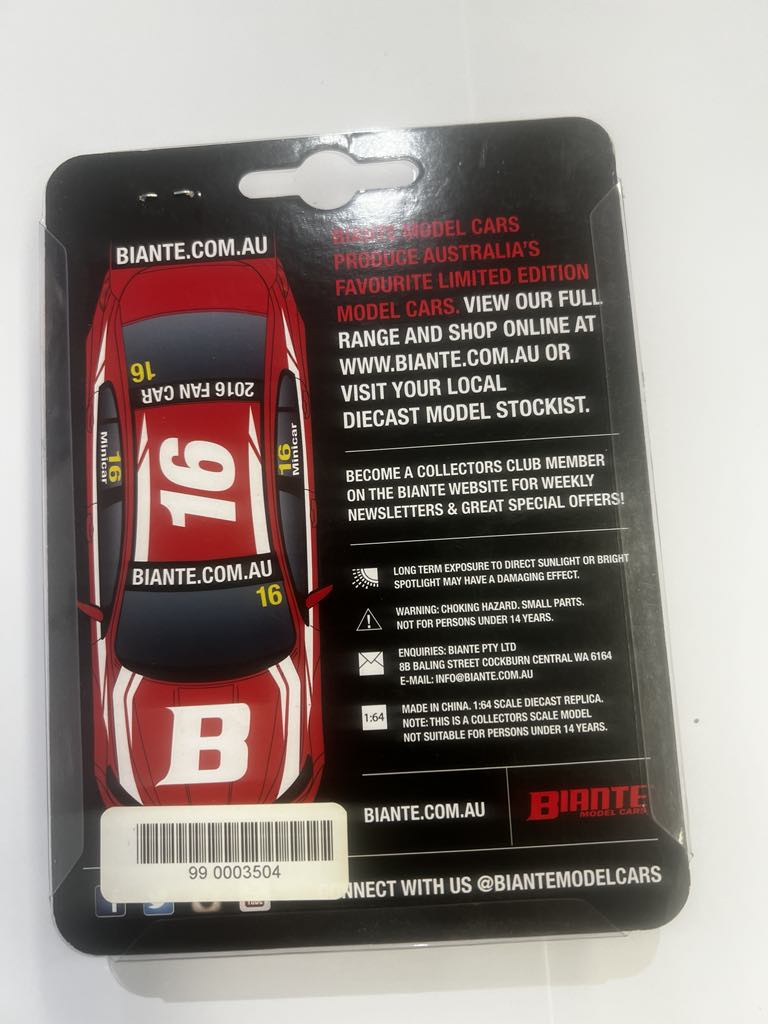 BIANTE.COM.AU
16
2016 FAN CAR
Minicar
16
16
Minicar
16
BIANTE.COM.AU
16
B
BIANTE MODEL CARS
PRODUCE AUSTRALIA'S
FAVOURITE LIMITED EDITION
MODEL CARS. VIEW OUR FULL
RANGE AND SHOP ONLINE AT
WWW.BIANTE.COM.AU OR
VISIT YOUR LOCAL
DIECAST MODEL STOCKIST.
BECOME A COLLECTORS CLUB MEMBER
ON THE BIANTE WEBSITE FOR WEEKLY
NEWSLETTERS & GREAT SPECIAL OFFERS!
LONG TERM EXPOSURE TO DIRECT SUNLIGHT OR BRIGHT
SPOTLIGHT MAY HAVE A DAMAGING EFFECT.
WARNING: CHOKING HAZARD. SMALL PARTS.
NOT FOR PERSONS UNDER 14 YEARS.
ENQUIRIES: BIANTE PTY LTD
8B BALING STREET COCKBURN CENTRAL WA 6164
E-MAIL: INFO@BIANTE.COM.AU
1:64
MADE IN CHINA. 1:64 SCALE DIECAST REPLICA.
NOTE: THIS IS A COLLECTORS SCALE MODEL
NOT SUITABLE FOR PERSONS UNDER 14 YEARS.
BIANTE.COM.AU
BIANTE
MODEL CARS
99 0003504
WITH US @BIANTEMODELCARS